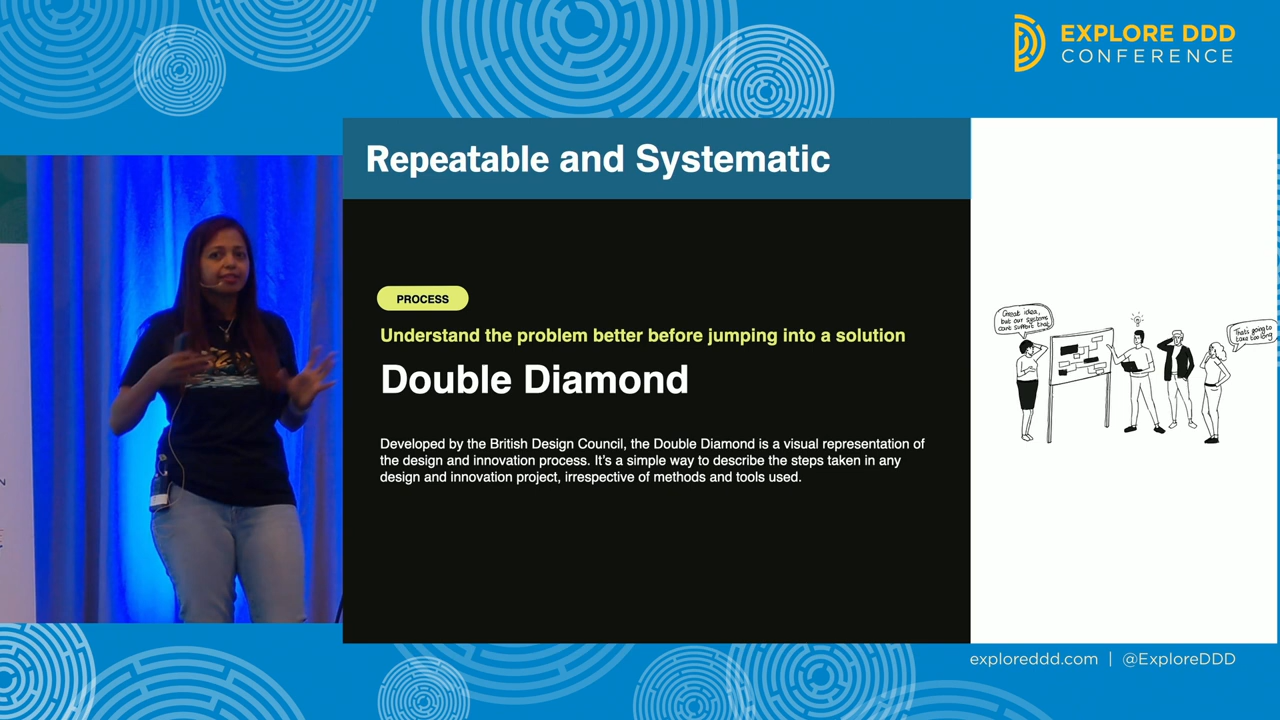 EXPLORE DDD
CONFERENCE
Repeatable and Systematic
PROCESS
Understand the problem better before jumping into a solution
Double Diamond
Developed by the British Design Council, the Double Diamond is a visual representation of
the design and innovation process. It’s a simple way to describe the steps taken in any
design and innovation project, irrespective of methods and tools used.
Great idea,
but our systems
cant support that
Thats going to
take too long
exploreddd.com | @ExploreDDD